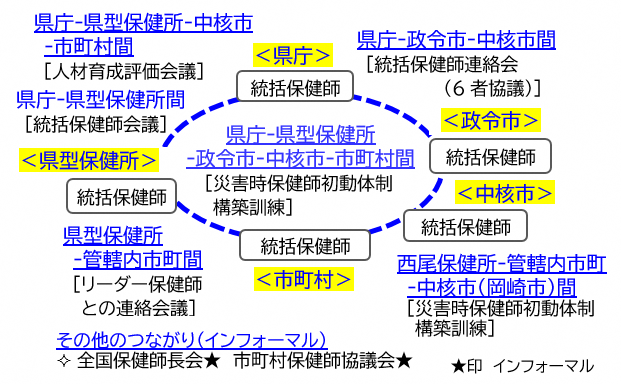 県庁-県型保健所-中核市
-市町村間
［人材育成評価会議］
県庁-県型保健所間
［統括保健師会議］
＜県型保健所＞
統括保健師
＜県庁＞
統括保健師
県庁-政令市-中核市間
［統括保健師連絡会
（６者協議）］
＜政令市＞
統括保健師
＜中核市＞
統括保健師
県庁-県型保健所
-政令市-中核市-市町村間
［災害時保健師初動体制
構築訓練］
統括保健師
＜市町村＞
県型保健所
-管轄内市町間
［リーダー保健師
との連絡会議］
西尾保健所-管轄内市町
-中核市（岡崎市）間
［災害時保健師初動体制
構築訓練］
その他のつながり（インフォーマル）
✧ 全国保健師長会★　市町村保健師協議会★
★印　インフォーマル